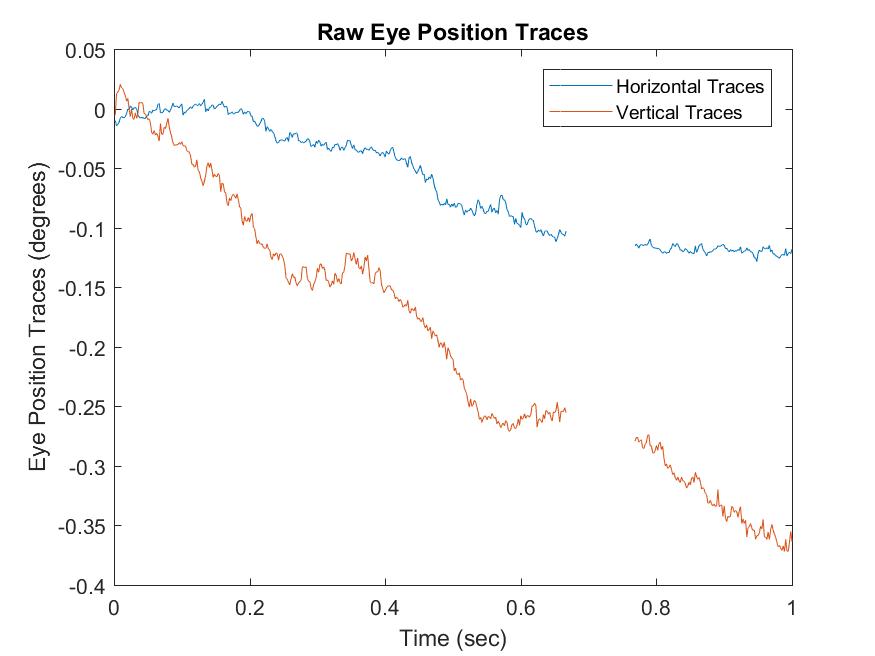 Raw Eye Position Traces
0.05
0
-0.05
-0.1
-0.15
-0.2
-0.25
-0.3
-0.35
-0.4
Eye Position Traces (degrees)
Horizontal Traces
Vertical Traces
0 0.2 0.4 0.6 0.8 1
Time (sec)